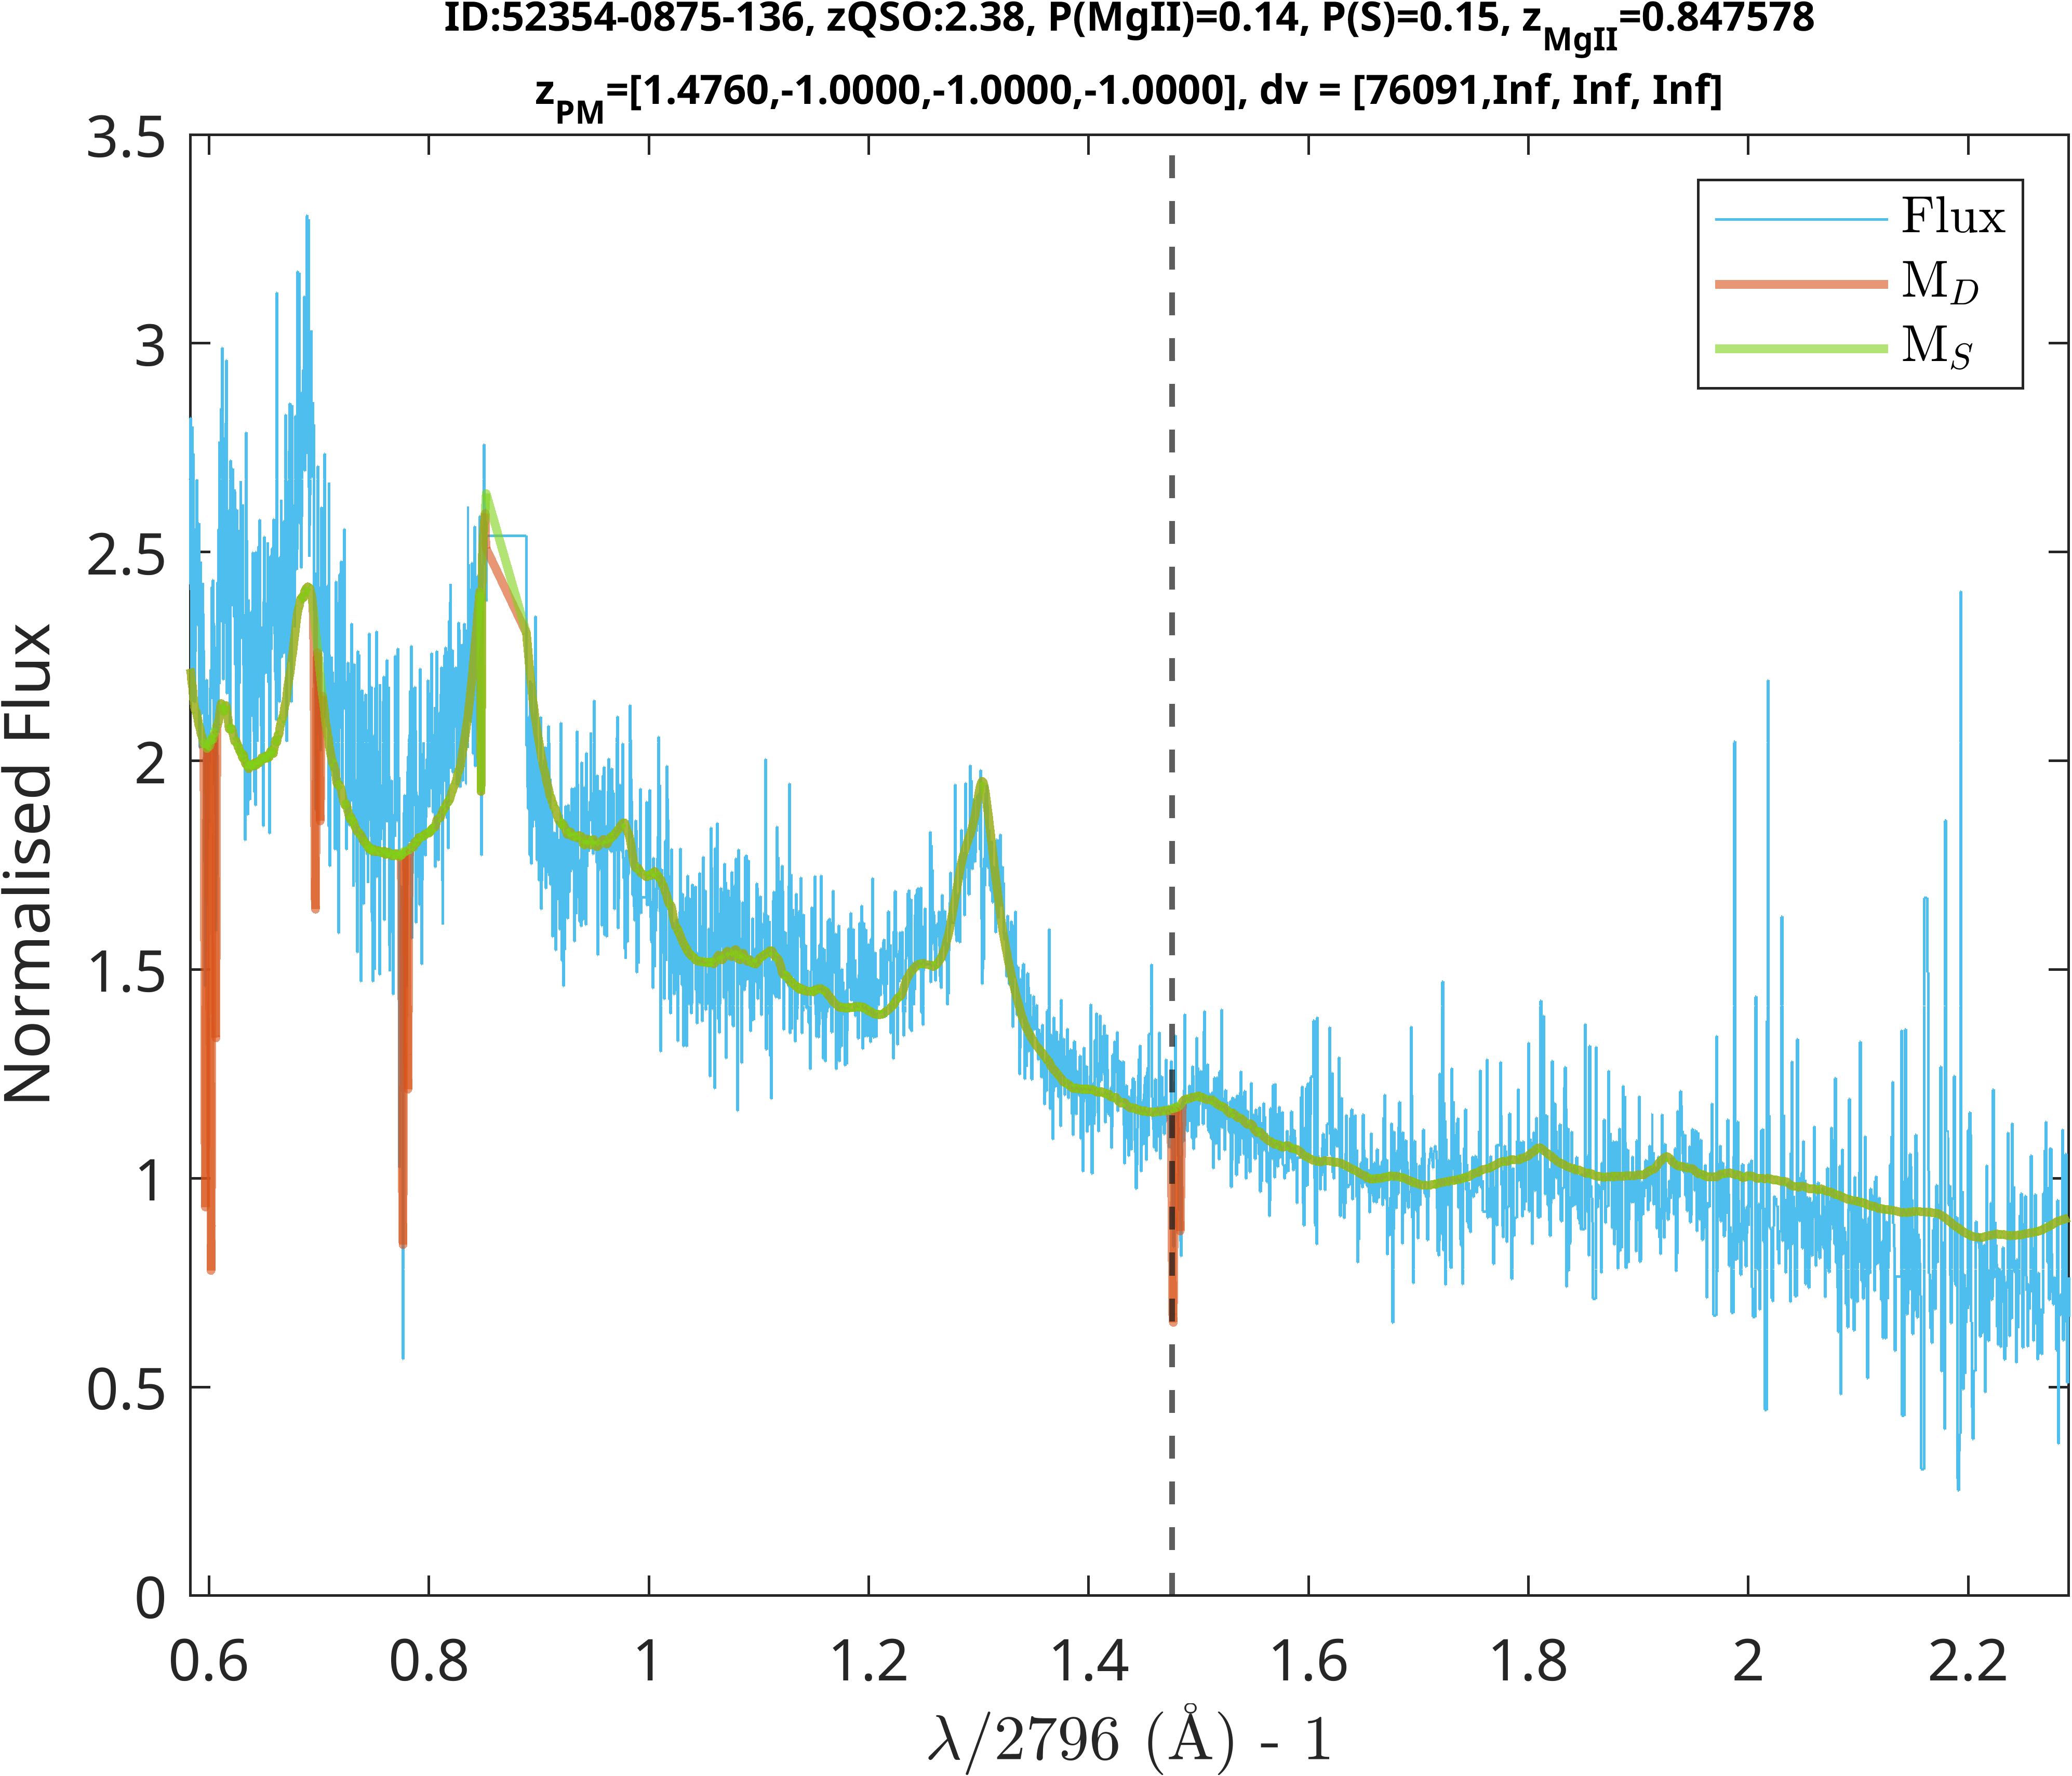 ID:52354-0875-136, zQSO:2.38, P(MgII)=0.14, P(S)=0.15, zMgII=0.847578
zPM=[1.4760,-1.0000,-1.0000,-1.0000], dv = [76091,Inf, Inf, Inf]
3.5
3
2.5
2
1.5
1
0.5
0
Normalised Flux
Flux
MD
MS
0.6 0.8 1 1.2 1.4 1.6 1.8 2 2.2
λ/2796 (Å) - 1